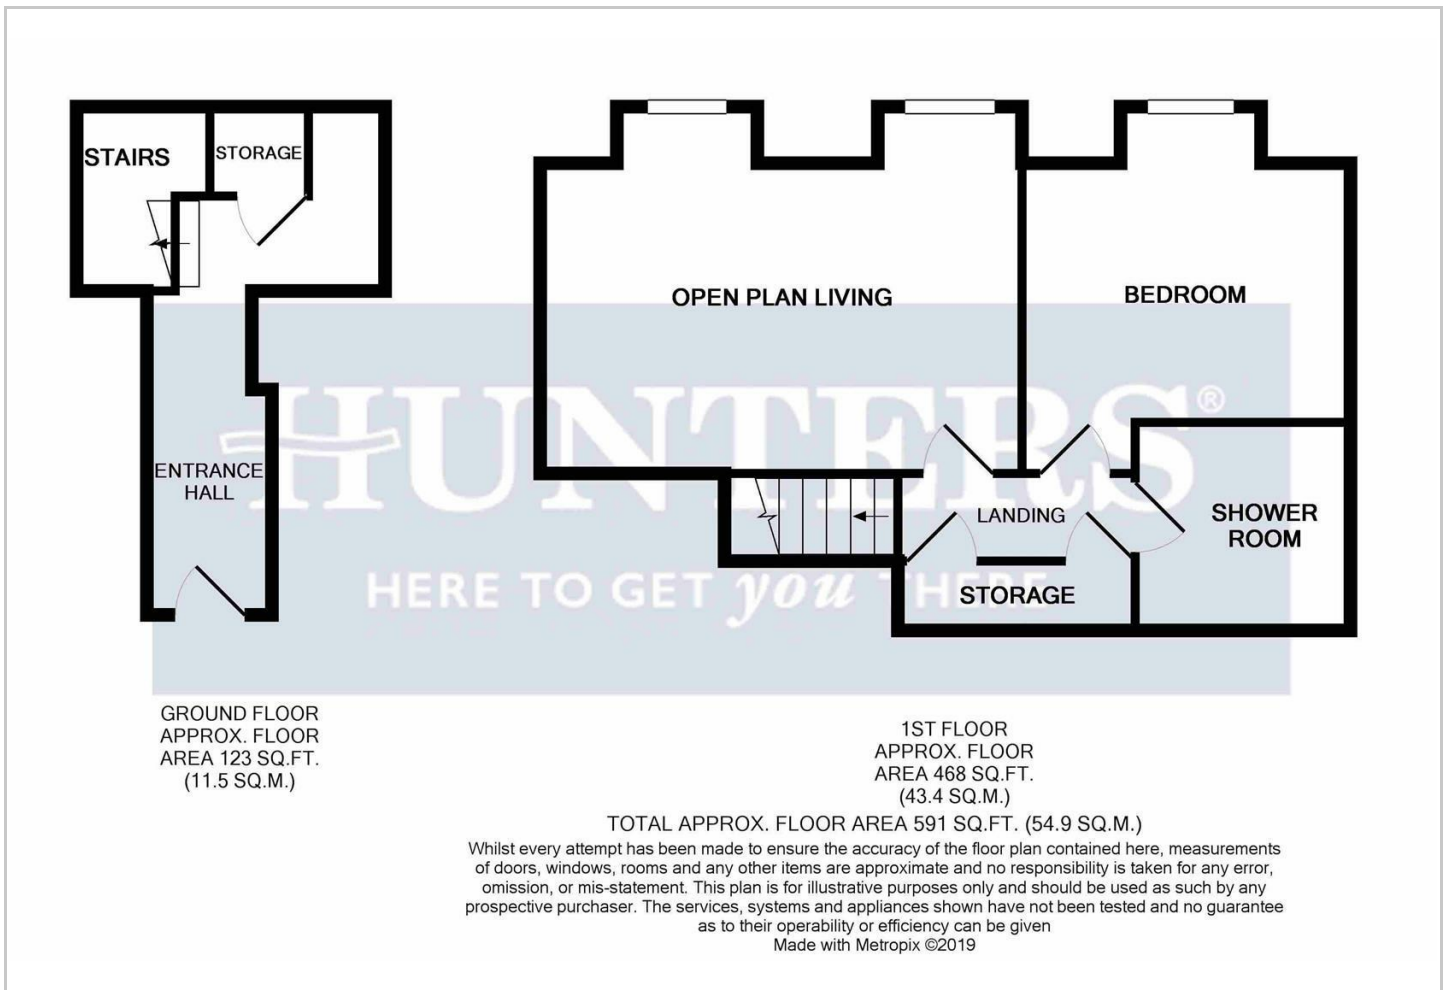 STAIRS
STORAGE
ENTRANCE
HALL
OPEN PLAN LIVING
BEDROOM
LANDING
SHOWER
ROOM
STORAGE
HUNTERS®
HERE TO GET you THERE
GROUND FLOOR
APPROX. FLOOR
AREA 123 SQ.FT.
(11.5 SQ.M.)
1ST FLOOR
APPROX. FLOOR
AREA 468 SQ.FT.
(43.4 SQ.M.)
TOTAL APPROX. FLOOR AREA 591 SQ.FT. (54.9 SQ.M.)
Whilst every attempt has been made to ensure the accuracy of the floor plan contained here, measurements
of doors, windows, rooms and any other items are approximate and no responsibility is taken for any error,
omission, or mis-statement. This plan is for illustrative purposes only and should be used as such by any
prospective purchaser. The services, systems and appliances shown have not been tested and no guarantee
as to their operability or efficiency can be given
Made with Metropix ©2019